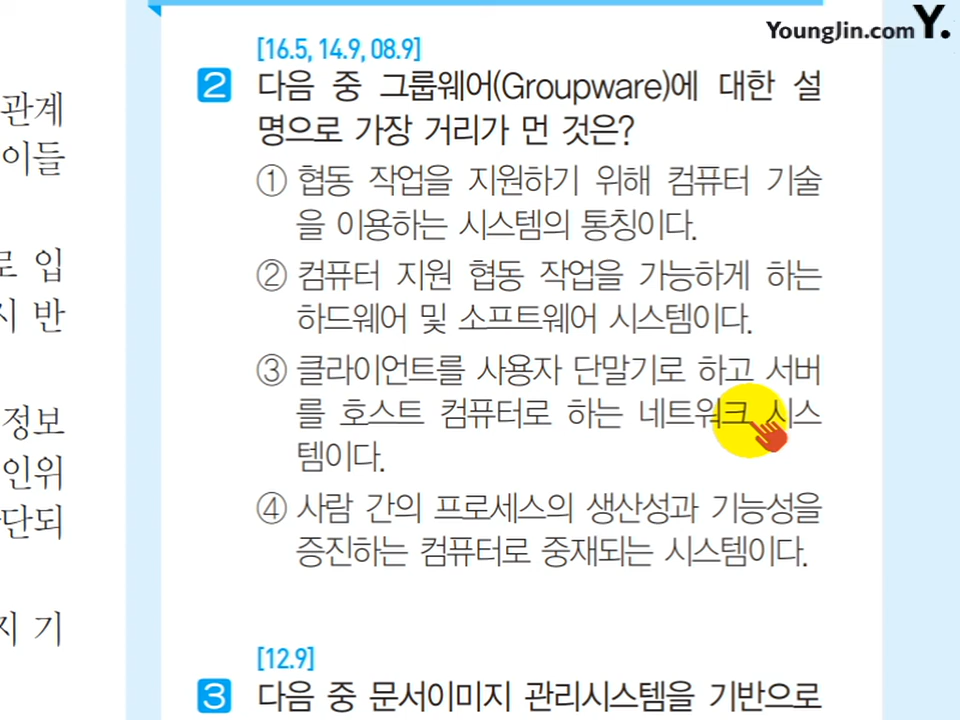 YoungJin.com Y.
관계
이들
로 입
시 반
정보
인위
단되
지 기
[16.5, 14.9, 08.9]
2 다음 중 그룹웨어(Groupware)에 대한 설
명으로 가장 거리가 먼 것은?
① 협동 작업을 지원하기 위해 컴퓨터 기술
을 이용하는 시스템의 통칭이다.
② 컴퓨터 지원 협동 작업을 가능하게 하는
하드웨어 및 소프트웨어 시스템이다.
③ 클라이언트를 사용자 단말기로 하고 서버
를 호스트 컴퓨터로 하는 네트워크 시스
템이다.
④ 사람 간의 프로세스의 생산성과 기능성을
증진하는 컴퓨터로 중재되는 시스템이다.
[12.9]
3 다음 중 문서이미지 관리시스템을 기반으로